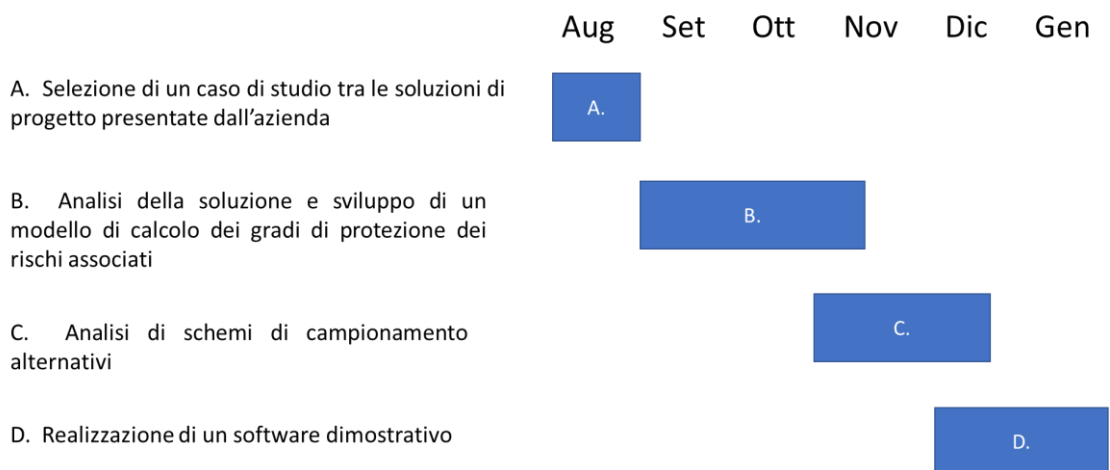 Aug Set Ott Nov Dic Gen
A. Selezione di un caso di studio tra le soluzioni di
progetto presentate dall'azienda
A.
B. Analisi della soluzione e sviluppo di un
modello di calcolo dei gradi di protezione dei
rischi associati
B.
C. Analisi di schemi di campionamento
alternativi
C.
D. Realizzazione di un software dimostrativo
D.